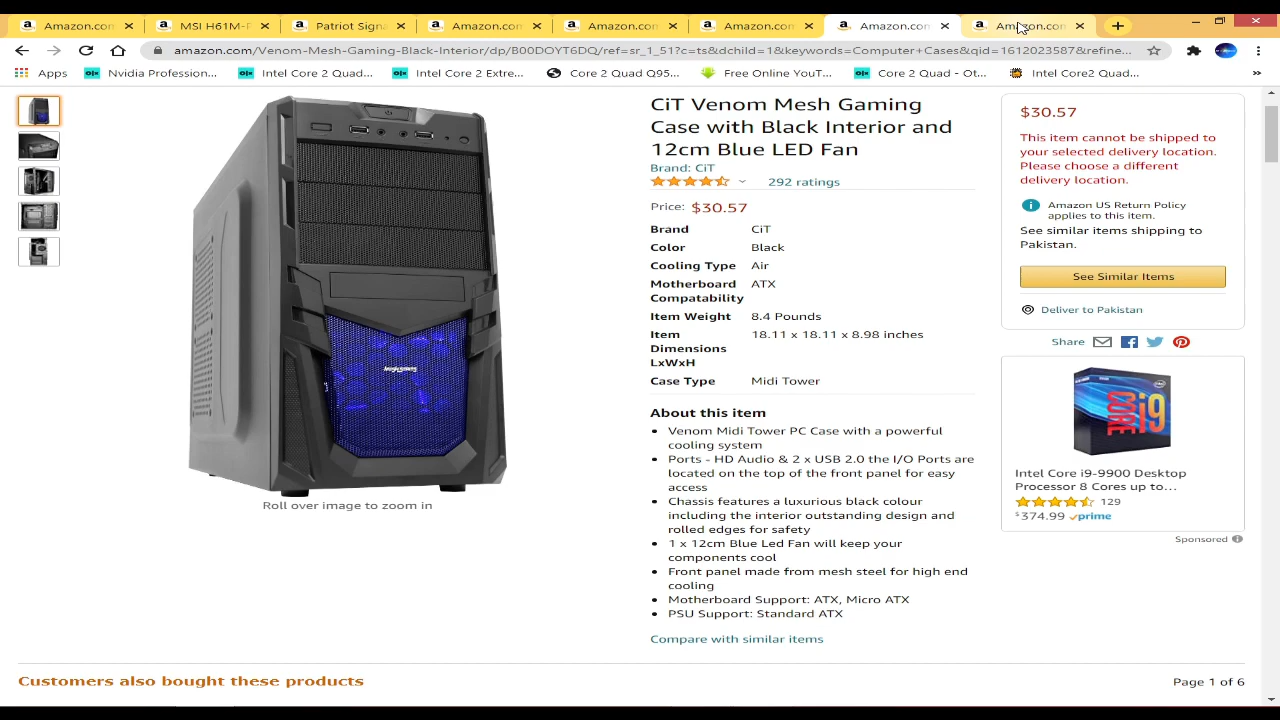 Amazon.com
MSI H61M-P
Patriot Signa
Amazon.com
Amazon.com
Amazon.com
Amazon.com
Amazon.com
amazon.com/Venom-Mesh-Gaming-Black-Interior/dp/B00DOYT6DQ/ref=sr_1_51?c=ts&dchild=1&keywords=Computer+Cases&qid=1612023587&refine...
Apps
Nvidia Profession...
Intel Core 2 Quad...
Intel Core 2 Extre...
Core 2 Quad Q95...
Free Online YouT...
Core 2 Quad - Ot...
Intel Core2 Quad...
»
CiT Venom Mesh Gaming
Case with Black Interior and
12cm Blue LED Fan
Brand: CiT
292 ratings
Price: $30.57
Brand CiT
Color Black
Cooling Type Air
Motherboard ATX
Compatability
Item Weight 8.4 Pounds
Item 18.11 x 18.11 x 8.98 inches
Dimensions
LxWxH
Case Type Midi Tower
About this item
• Venom Midi Tower PC Case with a powerful
cooling system
• Ports - HD Audio & 2 x USB 2.0 the I/O Ports are
located on the top of the front panel for easy
access
• Chassis features a luxurious black colour
including the interior outstanding design and
rolled edges for safety
• 1 x 12cm Blue Led Fan will keep your
components cool
• Front panel made from mesh steel for high end
cooling
• Motherboard Support: ATX, Micro ATX
• PSU Support: Standard ATX
Compare with similar items
Roll over image to zoom in
$30.57
This item cannot be shipped to
your selected delivery location.
Please choose a different
delivery location.
Amazon US Return Policy
applies to this item.
See similar items shipping to
Pakistan.
See Similar Items
Deliver to Pakistan
Share
intel
CORE i9
Intel Core i9-9900 Desktop
Processor 8 Cores up to...
129
$374.99 prime
Sponsored
Customers also bought these products
Page 1 of 6